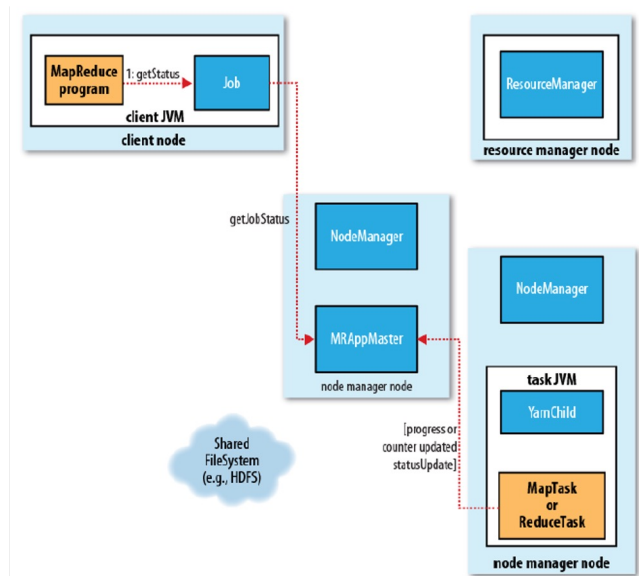 MapReduce
program
1: getStatus
Job
client JVM
client node
ResourceManager
resource manager node
getJobStatus
NodeManager
MRAppMaster
node manager node
NodeManager
task JVM
YarnChild
[progress or
counter updated
statusUpdate]
MapTask
or
ReduceTask
node manager node
Shared
FileSystem
(e.g., HDFS)